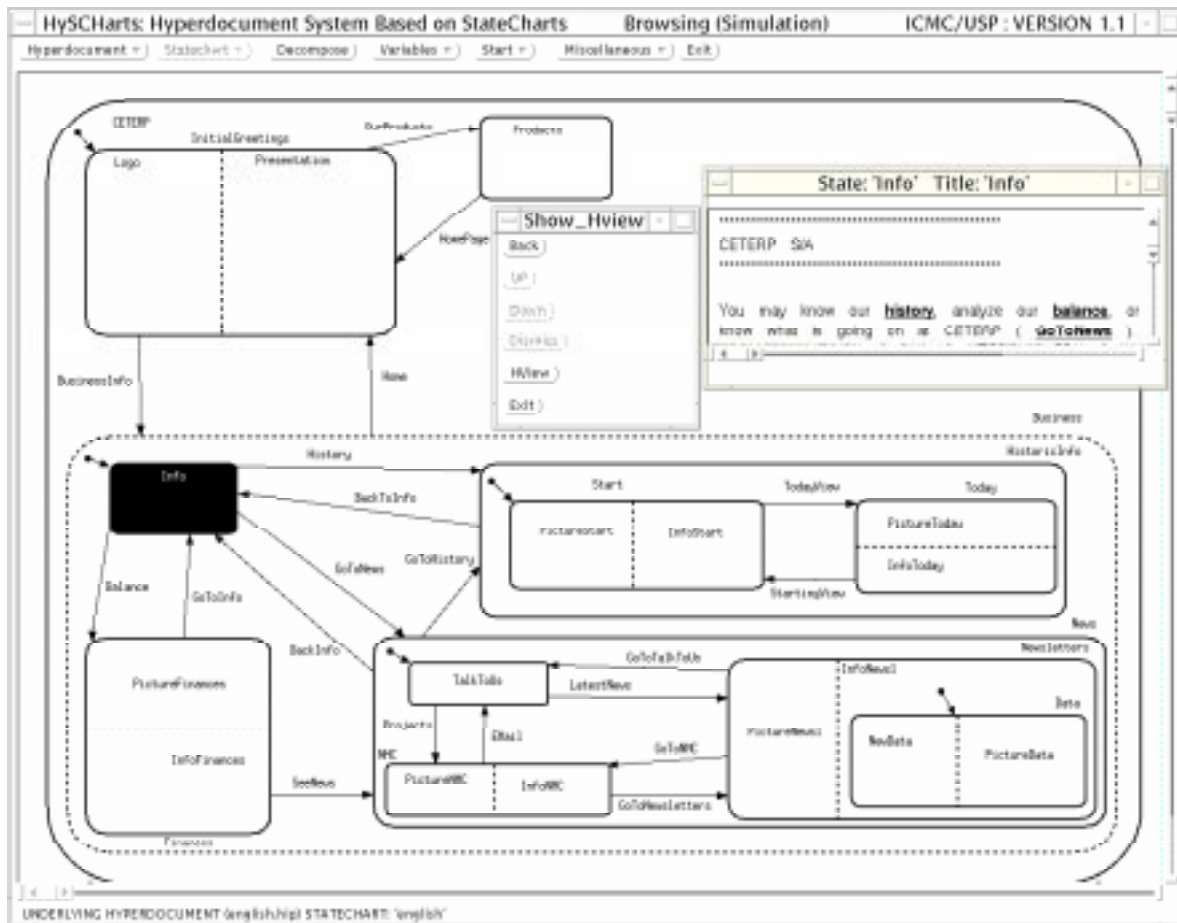 HySCHarts: Hyperdocument System Based on StateCharts Browsing (Simulation) ICMC/USP : VERSION 1.1
Hyperdocument Statechart Decompose Variables Start Miscellaneous Exit
CETERP
InitialGreetings
OurProducts
Products
Logo
Presentation
HomePage
State: 'Info' Title: 'Info'
CETERP S/A
You may know our history, analyze our balance, or
know what is going on at CETERP ( GoToNews ).
Show_Hview
Back
UP
Down
Dismiss
HView
Exit
BusinessInfo
Home
Business
Info
History
HistoricInfo
BackToInfo
Start
TodayView
Today
PictureStart
InfoStart
PictureToday
InfoToday
GoToNews
GoToHistory
StartingView
Balance
GoToInfo
BackInfo
News
Newsletters
PictureFinances
InfoFinances
Finances
SeeNews
TalkToUs
GoToTalkToUs
LatestNews
Projects
EMail
NMC
PictureNMC
InfoNMC
GoToNMC
GoToNewsletters
InfoNews1
PictureNews1
Data
NewData
PictureData
UNDERLYING HYPERDOCUMENT (english.hip) STATECHART: 'english'